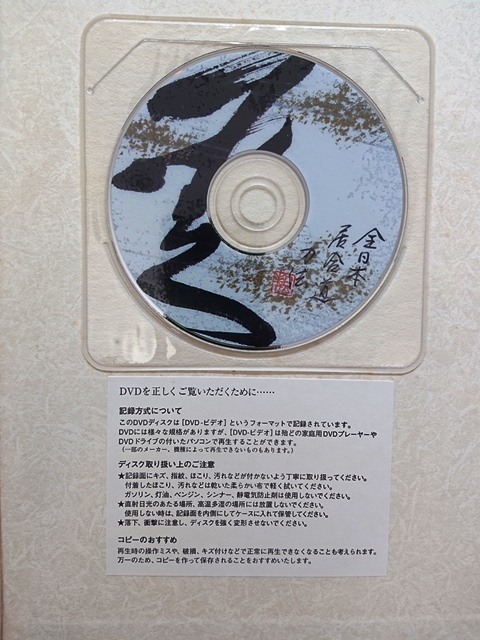 全日本
居合道
DVDを正しくご覧いただくために……
記録方式について
このDVDディスクは［DVD-ビデオ］というフォーマットで記録されています。
DVDには様々な規格がありますが、［DVD-ビデオ］は殆どの家庭用DVDプレーヤーや
DVDドライブの付いたパソコンで再生することができます。
（一部のメーカー、機種によって再生できないものもあります。）
ディスク取り扱い上のご注意
★記録面にキズ、指紋、ほこり、汚れなどが付かないよう丁寧に取り扱ってください。
付着したほこり、汚れなどは乾いた柔らかい布で軽く拭いてください。
ガソリン、灯油、ベンジン、シンナー、静電気防止剤は使用しないでください。
★直射日光のあたる場所、高温多湿の場所には放置しないでください。
使用しない時は、記録面を内側にしてケースに入れて保管してください。
★落下、衝撃に注意し、ディスクを強く変形させないでください。
コピーのおすすめ
再生時の操作ミスや、破損、キズ付けなどで正常に再生できなくなることも考えられます。
万一のため、コピーを作って保存されることをおすすめいたします。